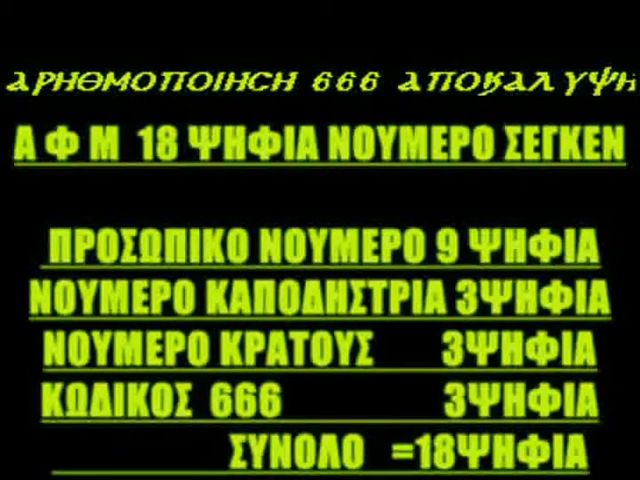 ΑΡΗΘΜΟΠΟΙΗСΗ 666 ΑΠΟΚΑΛΥΨΗ
Α Φ Μ 18 ΨΗΦΙΑ ΝΟΥΜΕΡΟ ΣΕΓΚΕΝ
ΠΡΟΣΩΠΙΚΟ ΝΟΥΜΕΡΟ 9 ΨΗΦΙΑ
ΝΟΥΜΕΡΟ ΚΑΠΟΔΗΣΤΡΙΑ 3ΨΗΦΙΑ
ΝΟΥΜΕΡΟ ΚΡΑΤΟΥΣ 3ΨΗΦΙΑ
ΚΩΔΙΚΟΣ 666 3ΨΗΦΙΑ
ΣΥΝΟΛΟ =18ΨΗΦΙΑ